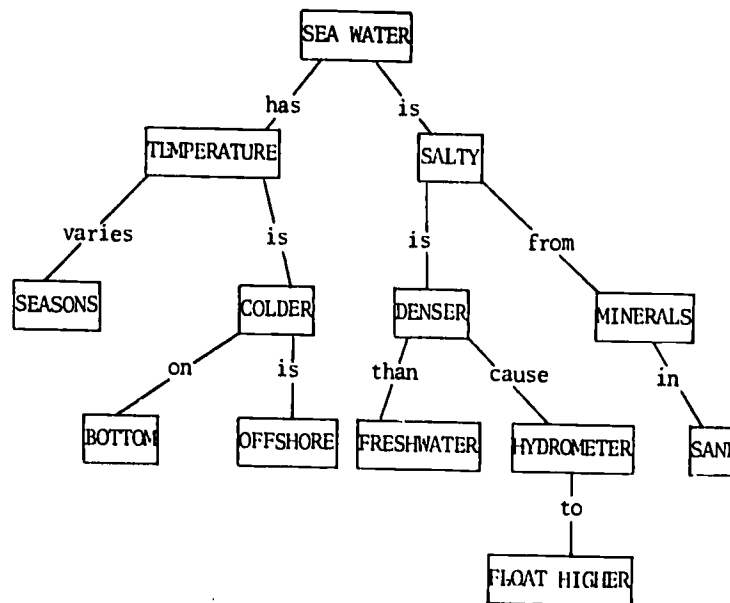 SEA WATER
has is
TEMPERATURE SALTY
varies is is from
SEASONS COLDER DENSER MINERALS
on is than cause in
BOTTOM OFFSHORE FRESHWATER HYDROMETER SAND
to
FLOAT HIGHER